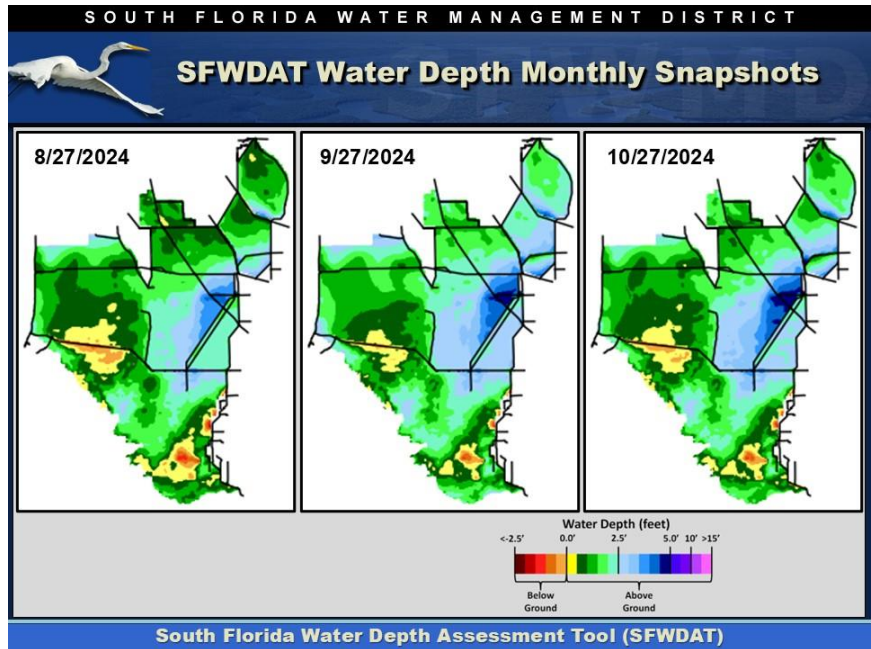 SOUTH FLORIDA WATER MANAGEMENT DISTRICT
SFWDAT Water Depth Monthly Snapshots
8/27/2024
9/27/2024
10/27/2024
Water Depth (feet)
<-2.5' 0.0' 2.5' 5.0' 10' >15'
Below Ground
Above Ground
South Florida Water Depth Assessment Tool (SFWDAT)